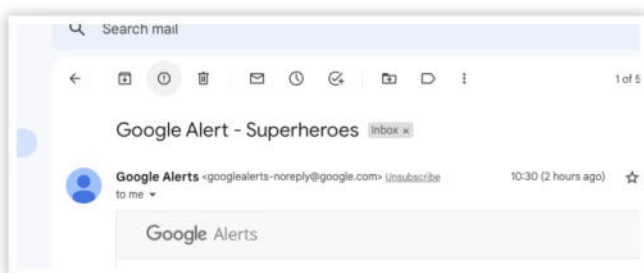 Search mail
1 of 5
Google Alert - Superheroes Inbox x
Google Alerts <googlealerts-noreply@google.com> Unsubscribe 10:30 (2 hours ago)
to me
Google Alerts